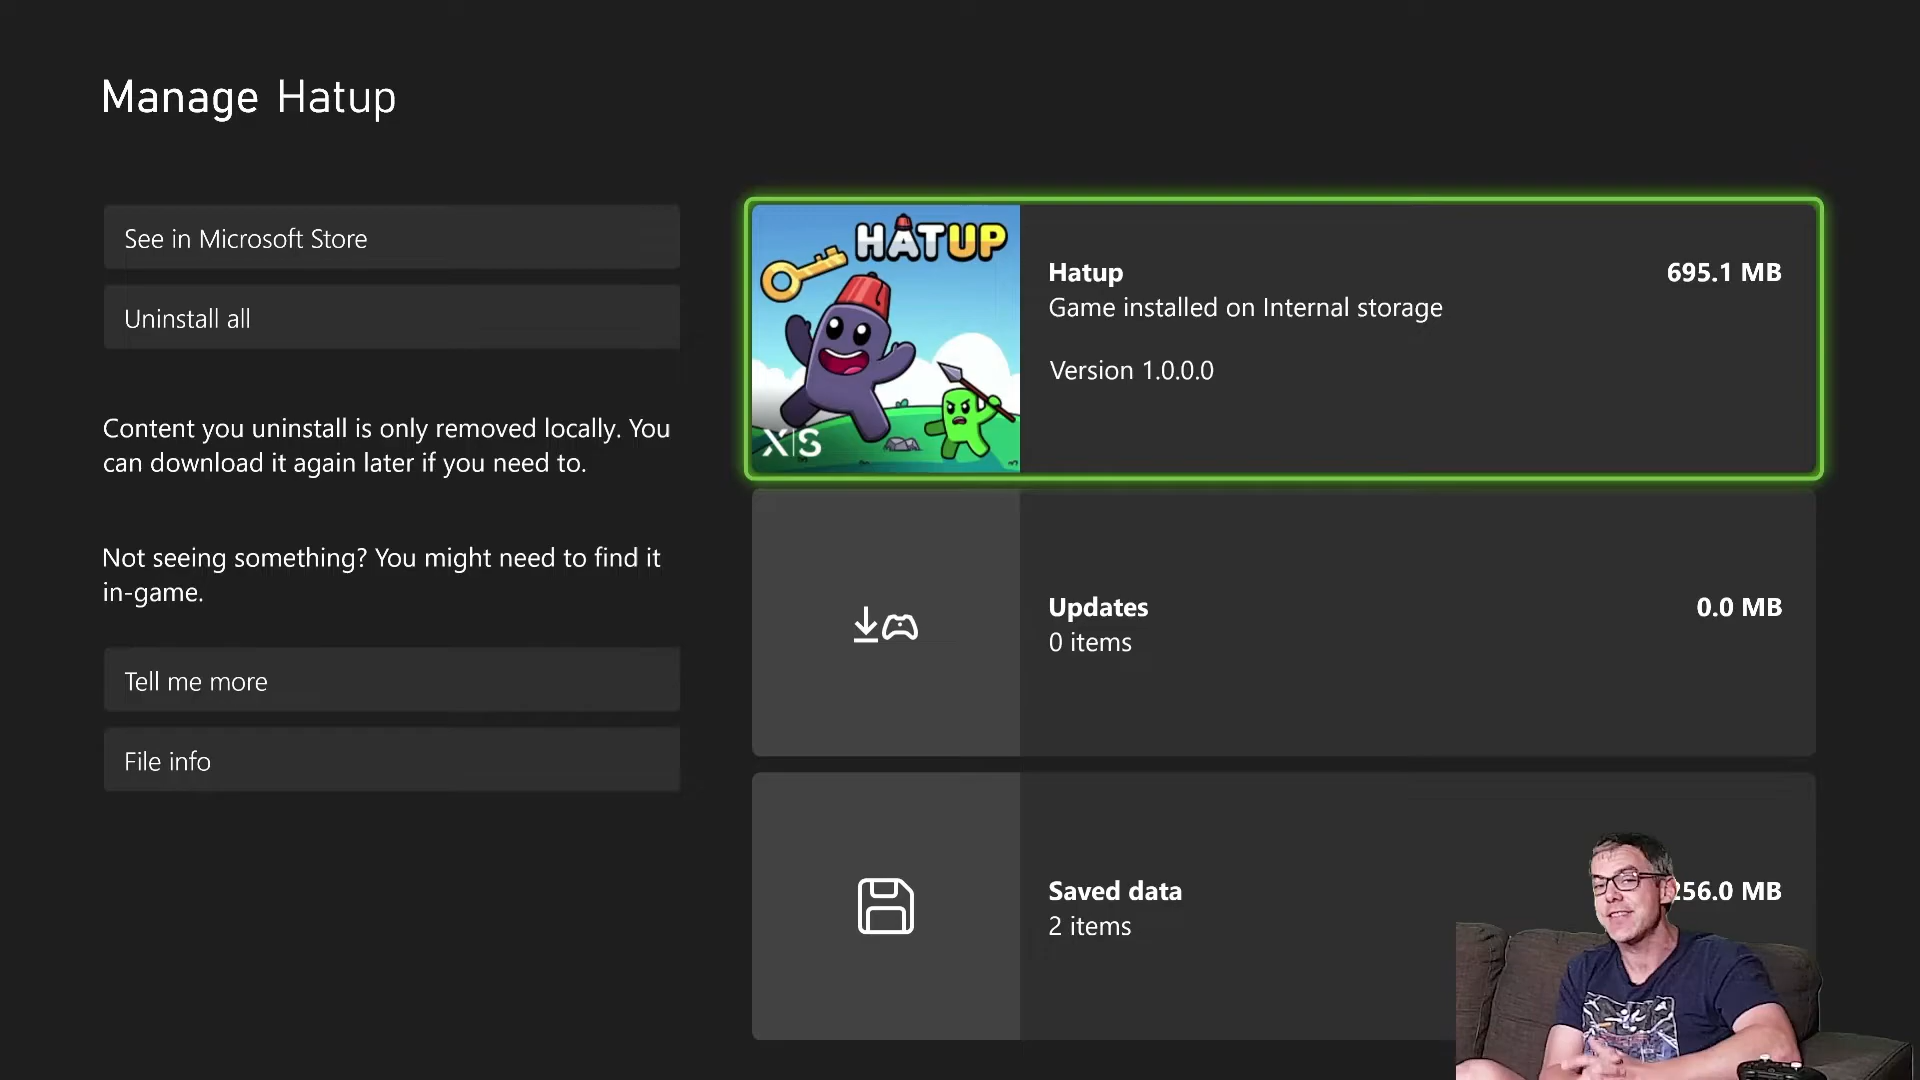 Manage Hatup
See in Microsoft Store
Uninstall all
Content you uninstall is only removed locally. You
can download it again later if you need to.
Not seeing something? You might need to find it
in-game.
Tell me more
File info
HATUP
X|S
Hatup
695.1 MB
Game installed on Internal storage
Version 1.0.0.0
Updates
0.0 MB
0 items
Saved data
256.0 MB
2 items